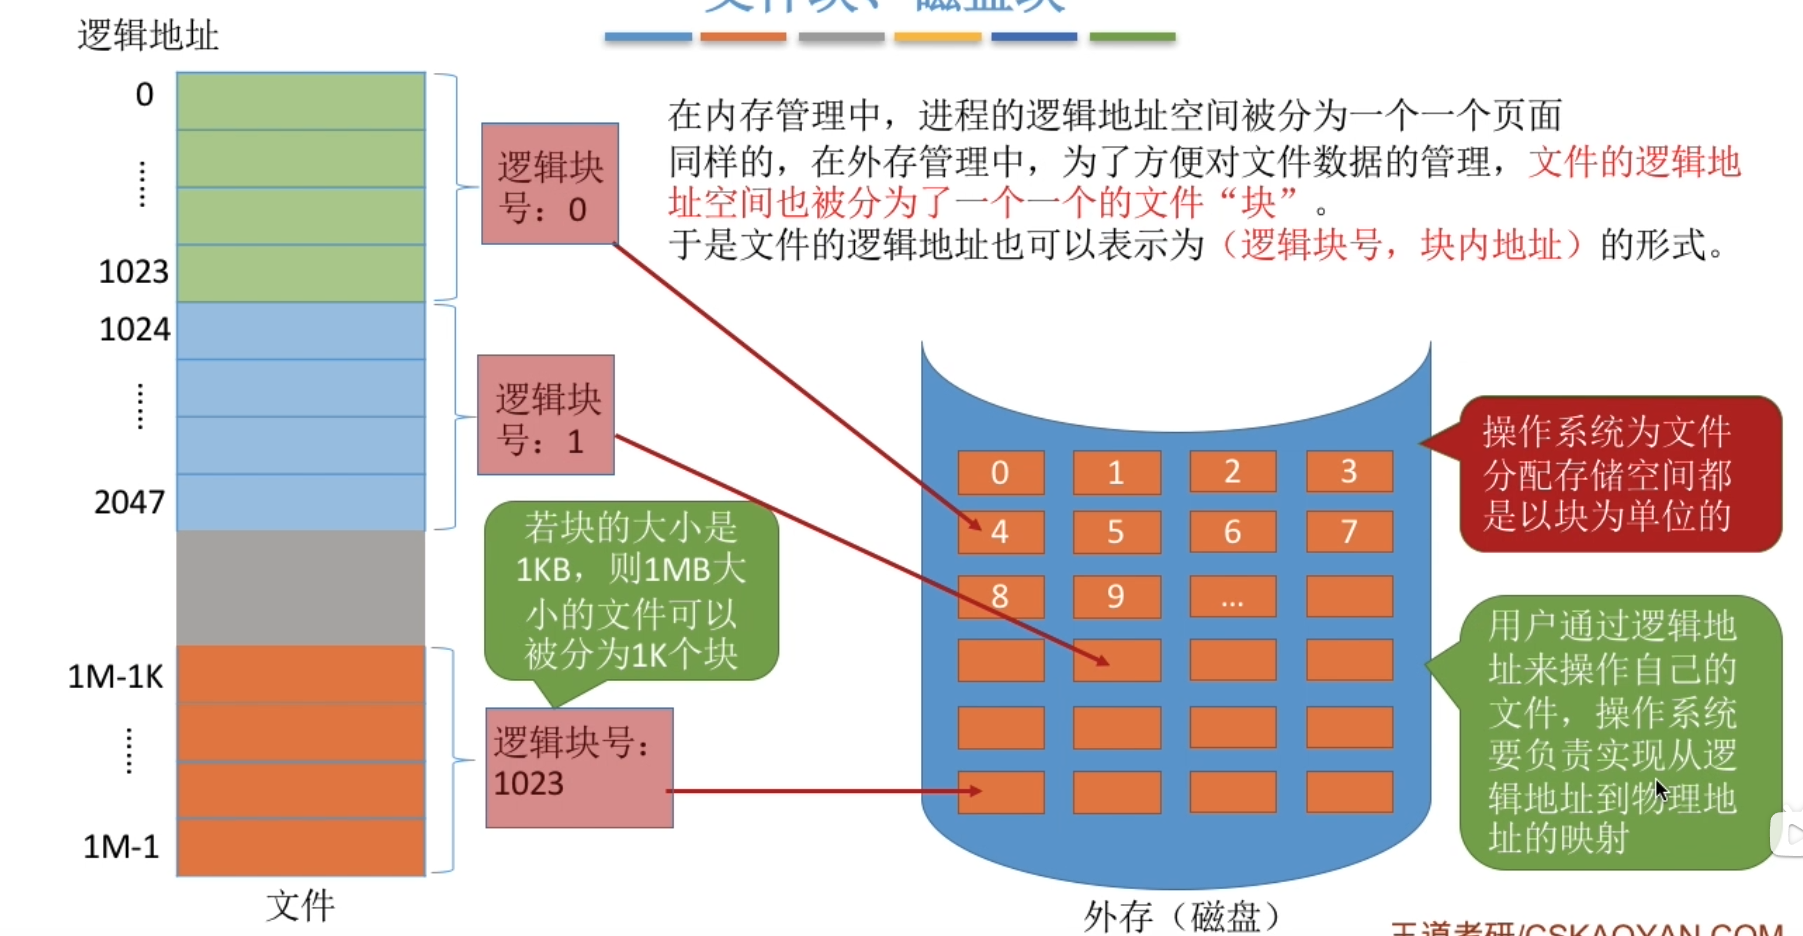 文件块、磁盘块
逻辑地址
0
……
1023
1024
……
2047
1M-1K
……
1M-1
文件
逻辑块
号：0
逻辑块
号：1
若块的大小是
1KB，则1MB大
小的文件可以
被分为1K个块
逻辑块号：
1023
在内存管理中，进程的逻辑地址空间被分为一个一个页面
同样的，在外存管理中，为了方便对文件数据的管理，文件的逻辑地
址空间也被分为了一个一个的文件“块”。
于是文件的逻辑地址也可以表示为（逻辑块号，块内地址）的形式。
0 1 2 3
4 5 6 7
8 9 ...
外存（磁盘）
操作系统为文件
分配存储空间都
是以块为单位的
用户通过逻辑地
址来操作自己的
文件，操作系统
要负责实现从逻
辑地址到物理地
址的映射
王道考研/CSKAOYAN.COM